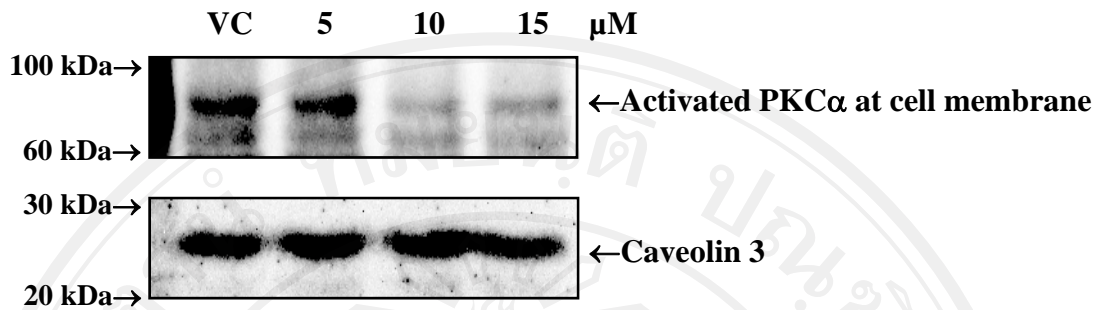 VC 5 10 15 µM
100 kDa→
←Activated PKCα at cell membrane
60 kDa→
30 kDa→
←Caveolin 3
20 kDa→